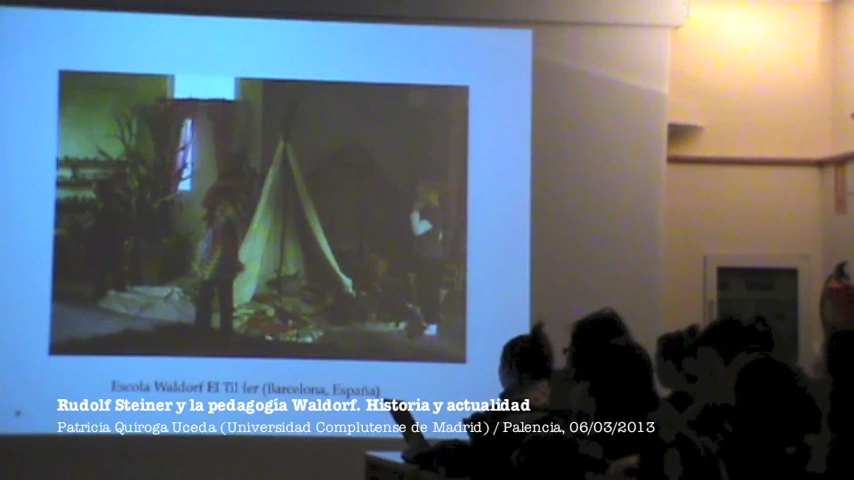 Escola Waldorf El Til·ler (Barcelona, España)
Rudolf Steiner y la pedagogía Waldorf. Historia y actualidad
Patricia Quiroga Uceda (Universidad Complutense de Madrid) / Palencia, 06/03/2013